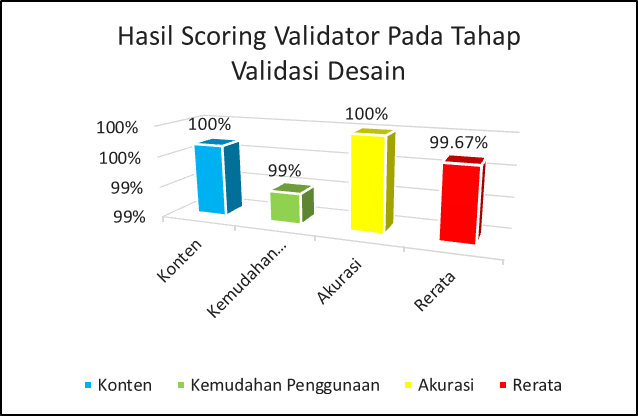 Hasil Scoring Validator Pada Tahap
Validasi Desain
100%
100%
99%
99%
100%
99%
100%
99.67%
Konten
Kemudahan...
Akurasi
Rerata
Konten
Kemudahan Penggunaan
Akurasi
Rerata